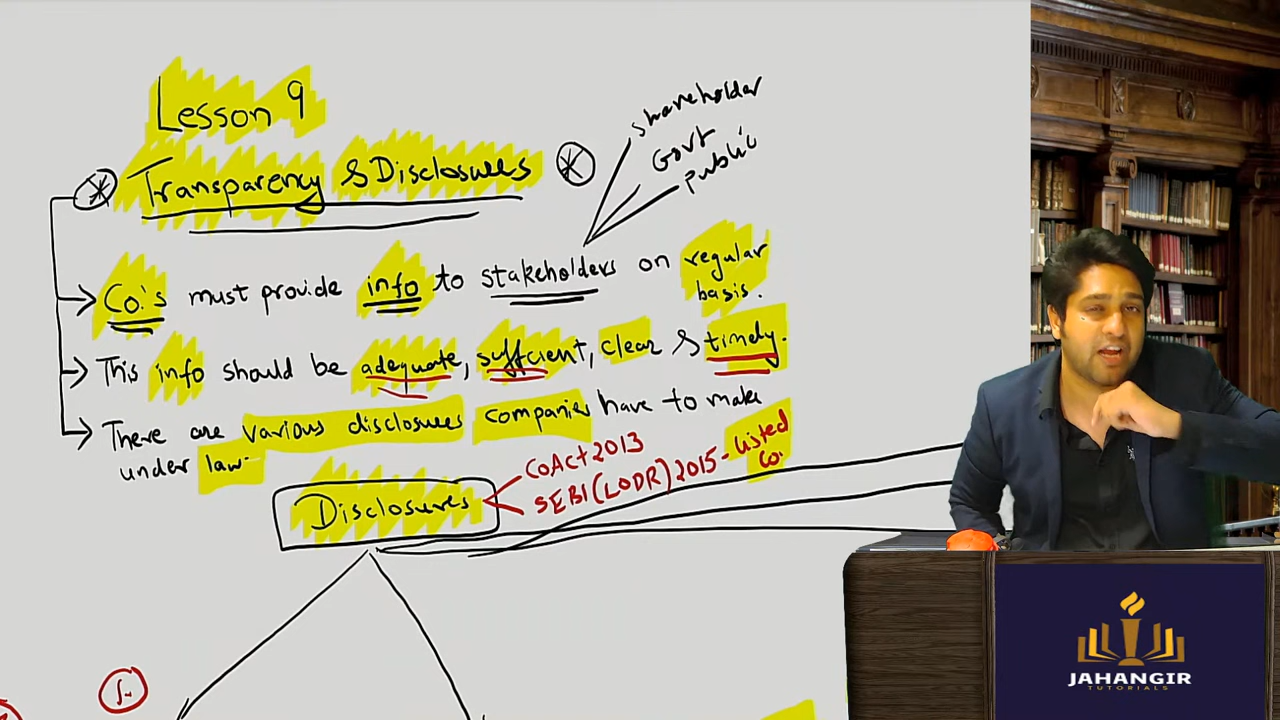 Lesson 9
Transparency & Disclosures
shareholder
Govt
public
Co.'s must provide info to stakeholders on regular
basis.
This info should be adequate, suffcient, clear & timely.
There are various disclosures companies have to make
under law.
Disclosures
CoAct 2013
SEBI (LODR) 2015 - Listed
Co.
JAHANGIR
TUTORIALS